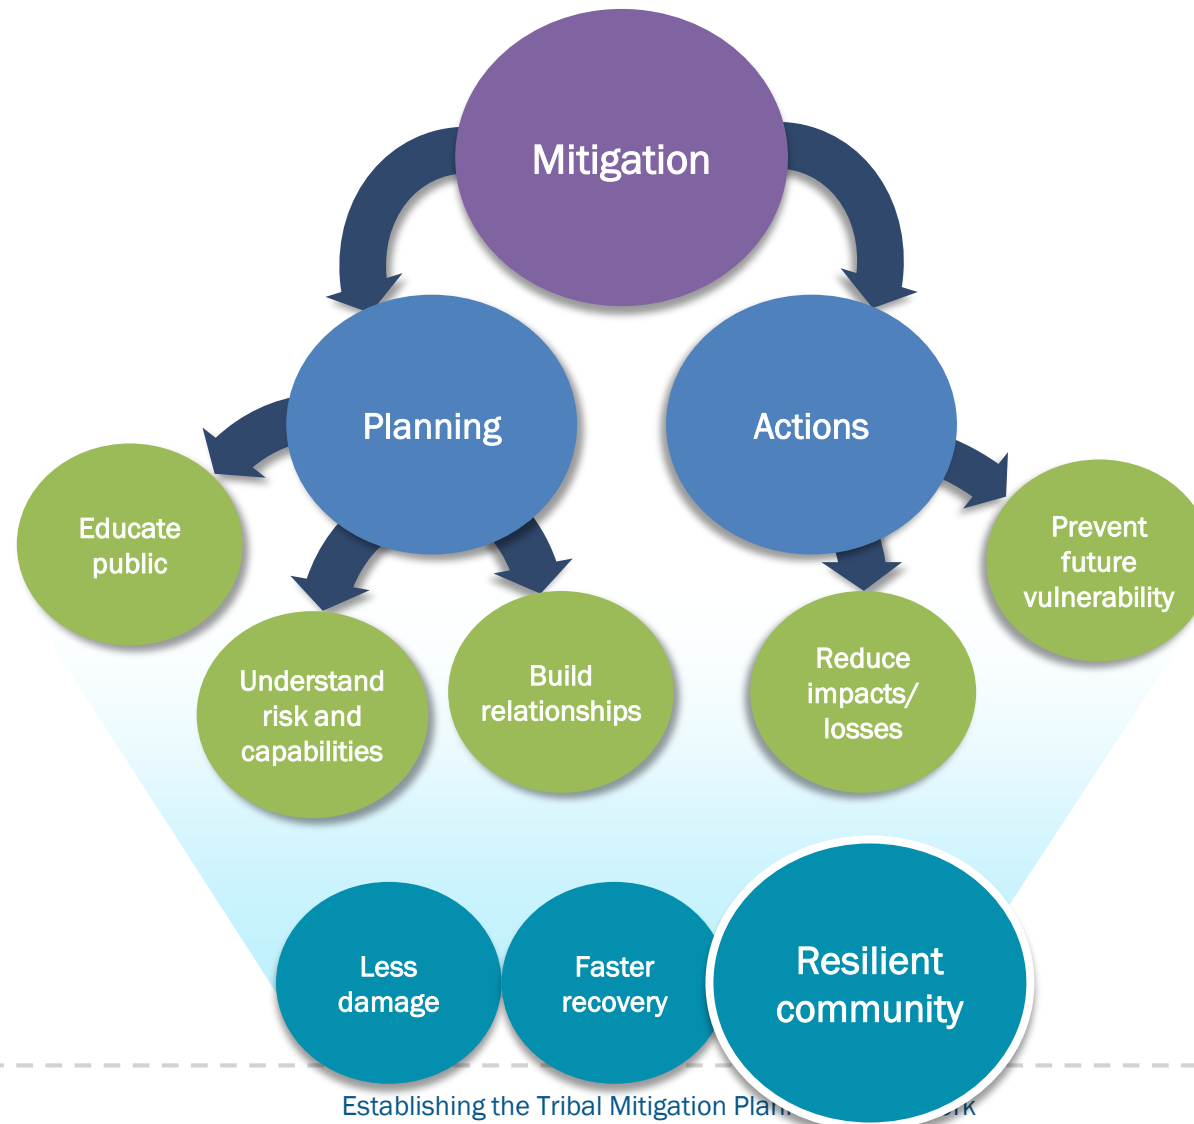 Mitigation
Planning
Actions
Educate
public
Prevent
future
vulnerability
Understand
risk and
capabilities
Build
relationships
Reduce
impacts/
losses
Less
damage
Faster
recovery
Resilient
community
Establishing the Tribal Mitigation